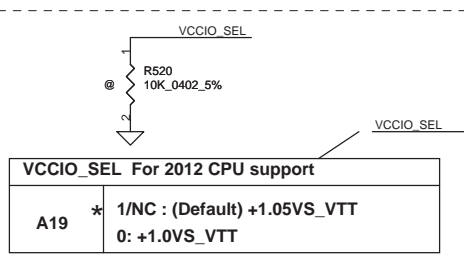 VCCIO_SEL
1
R520
@ 10K_0402_5%
2
VCCIO_SEL
VCCIO_SEL For 2012 CPU support
A19 * 1/NC : (Default) +1.05VS_VTT
0: +1.0VS_VTT